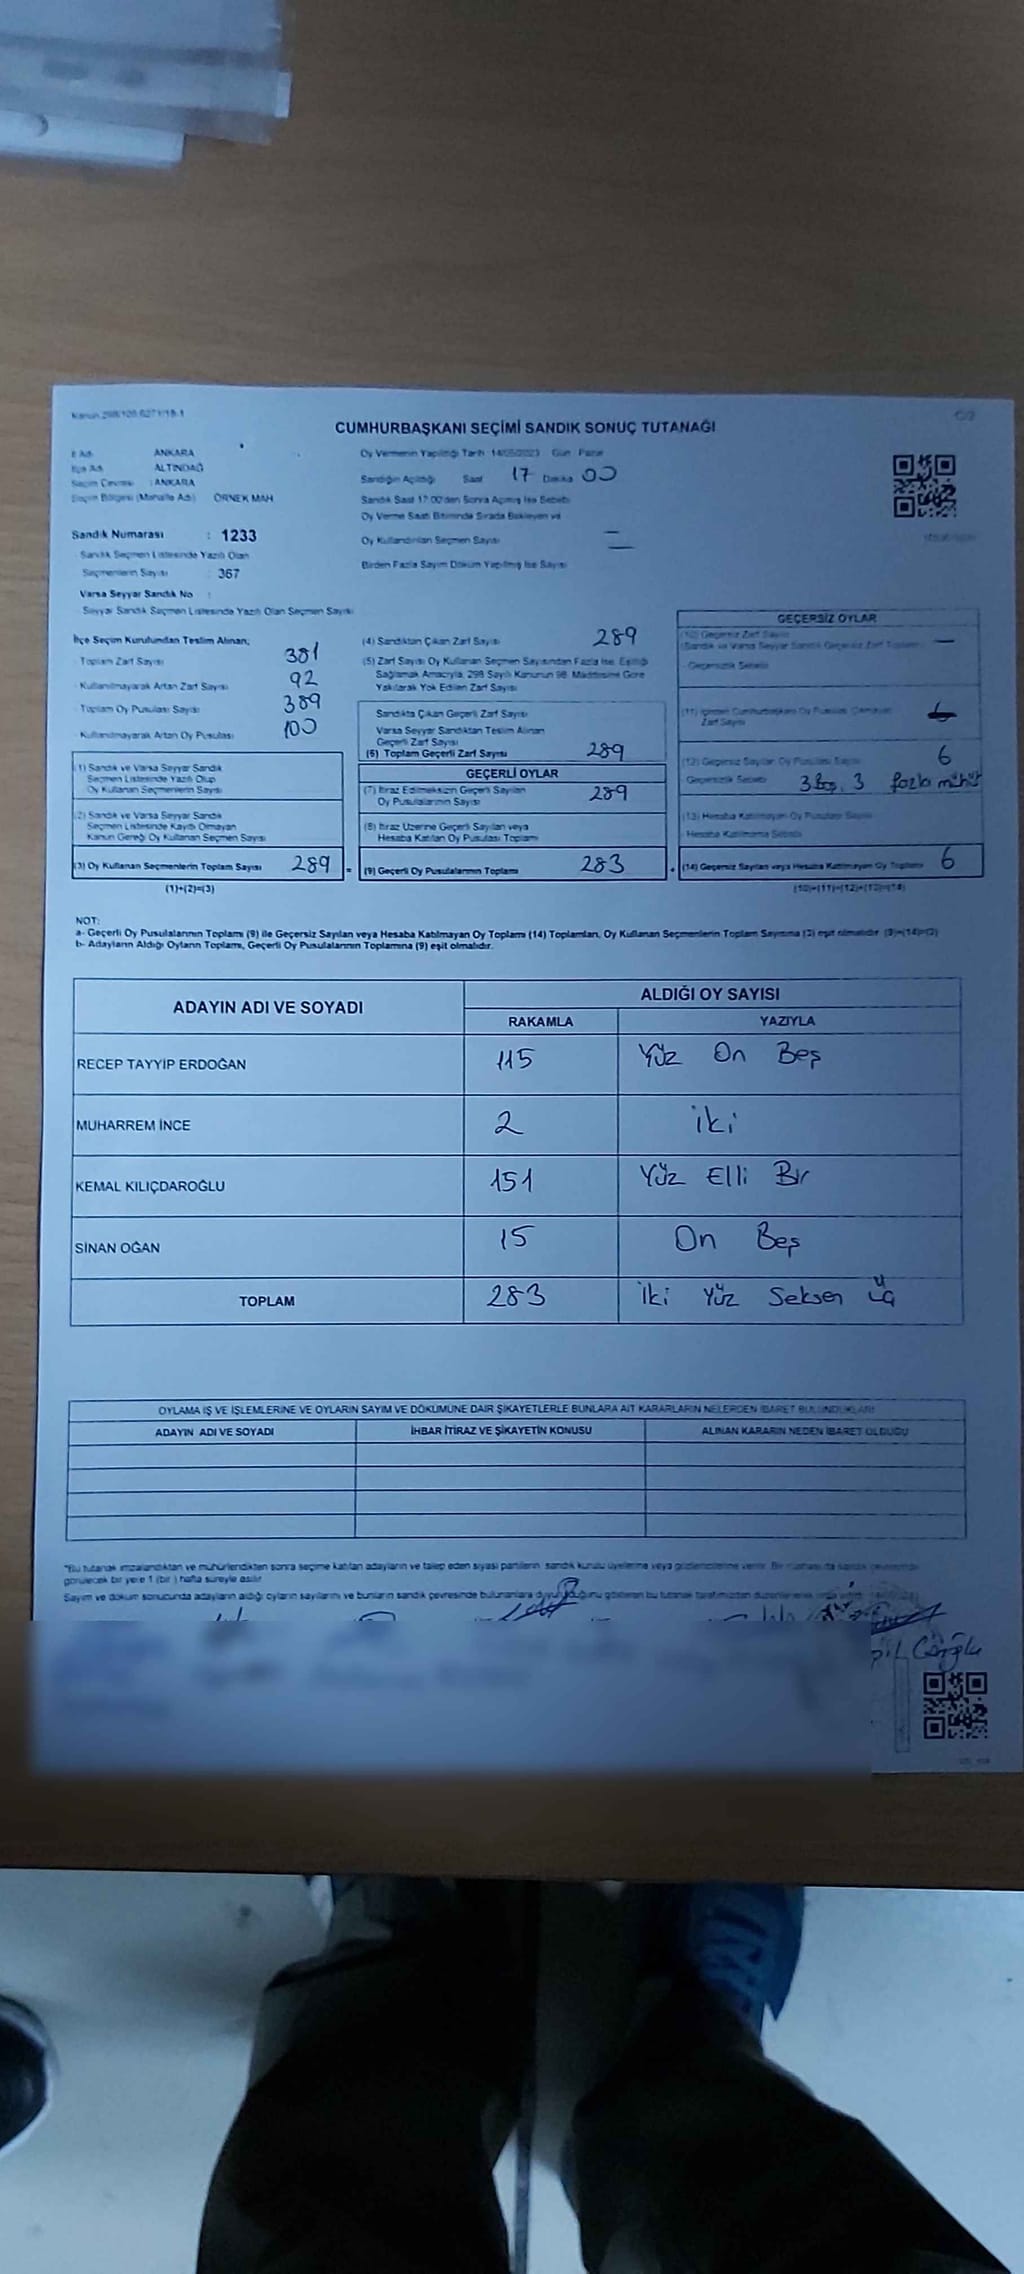 Kanun 298/105-6271/18-1
C/2
CUMHURBAŞKANI SEÇİMİ SANDIK SONUÇ TUTANAĞI
İl Adı ANKARA
İlçe Adı ALTINDAĞ
Seçim Çevresi : ANKARA
Seçim Bölgesi (Mahalle Adı) ÖRNEK MAH
Sandık Numarası : 1233
Sandık Seçmen Listesinde Yazılı Olan
Seçmenlerin Sayısı : 367
Varsa Seyyar Sandık No :
Seyyar Sandık Seçmen Listesinde Yazılı Olan Seçmen Sayısı
Oy Vermenin Yapıldığı Tarih 14/05/2023 Gün Pazar
Sandığın Açıldığı Saat 17 Dakika 00
Sandık Saat 17:00'den Sonra Açılmış İse Sebebi
Oy Verme Saati Bitiminde Sırada Bekleyen ve
Oy Kullandırılan Seçmen Sayısı
Birden Fazla Sayım Döküm Yapılmış İse Sayısı
İlçe Seçim Kurulundan Teslim Alınan;
- Toplam Zarf Sayısı 381
- Kullanılmayarak Artan Zarf Sayısı 92
- Toplam Oy Pusulası Sayısı 389
- Kullanılmayarak Artan Oy Pusulası 100
(1) Sandık ve Varsa Seyyar Sandık
Seçmen Listesinde Yazılı Olup
Oy Kullanan Seçmenlerin Sayısı
(2) Sandık ve Varsa Seyyar Sandık
Seçmen Listesinde Kayıtlı Olmayan
Kanun Gereği Oy Kullanan Seçmen Sayısı
(3) Oy Kullanan Seçmenlerin Toplam Sayısı 289 =
(1)+(2)=(3)
(4) Sandıktan Çıkan Zarf Sayısı 289
(5) Zarf Sayısı Oy Kullanan Seçmen Sayısından Fazla İse, Eşitliği
Sağlamak Amacıyla, 298 Sayılı Kanunun 98. Maddesine Göre
Yakılarak Yok Edilen Zarf Sayısı
Sandıkta Çıkan Geçerli Zarf Sayısı
Varsa Seyyar Sandıktan Teslim Alınan
Geçerli Zarf Sayısı
(6) Toplam Geçerli Zarf Sayısı 289
GEÇERLİ OYLAR
(7) İtiraz Edilmeksizin Geçerli Sayılan
Oy Pusulalarının Sayısı 289
(8) İtiraz Üzerine Geçerli Sayılan veya
Hesaba Katılan Oy Pusulası Toplamı
(9) Geçerli Oy Pusulalarının Toplamı 283 +
GEÇERSİZ OYLAR
(10) Geçersiz Zarf Sayısı
(Sandık ve Varsa Seyyar Sandık Geçersiz Zarf Toplamı) —
Geçersizlik Sebebi
(11) İçinden Cumhurbaşkanı Oy Pusulası Çıkmayan
Zarf Sayısı
(12) Geçersiz Sayılan Oy Pusulası Sayısı 6
Geçersizlik Sebebi 3 Boş, 3 fazla mühür
(13) Hesaba Katılmayan Oy Pusulası Sayısı
Hesaba Katılmama Sebebi
(14) Geçersiz Sayılan veya Hesaba Katılmayan Oy Toplamı 6
(10)+(11)+(12)+(13)=(14)
NOT:
a- Geçerli Oy Pusulalarının Toplamı (9) ile Geçersiz Sayılan veya Hesaba Katılmayan Oy Toplamı (14) Toplamları, Oy Kullanan Seçmenlerin Toplam Sayısına (3) eşit olmalıdır. (9)+(14)=(3)
b- Adayların Aldığı Oyların Toplamı, Geçerli Oy Pusulalarının Toplamına (9) eşit olmalıdır.
ADAYIN ADI VE SOYADI
ALDIĞI OY SAYISI
RAKAMLA YAZIYLA
RECEP TAYYİP ERDOĞAN 115 Yüz On Beş
MUHARREM İNCE 2 iki
KEMAL KILIÇDAROĞLU 151 Yüz Elli Bir
SİNAN OĞAN 15 On Beş
TOPLAM 283 iki Yüz Seksen üç
OYLAMA İŞ VE İŞLEMLERİNE VE OYLARIN SAYIM VE DÖKÜMÜNE DAİR ŞİKAYETLERLE BUNLARA AİT KARARLARIN NELERDEN İBARET BULUNDUKLARI
ADAYIN ADI VE SOYADI İHBAR İTİRAZ VE ŞİKAYETİN KONUSU ALINAN KARARIN NEDEN İBARET OLDUĞU
"Bu tutanak imzalandıktan ve mühürlendikten sonra seçime katılan adayların ve talep eden siyasi partilerin, sandık kurulu üyelerine veya gözlemcilerine verilir. Bir nüshası da sandık çevresinde
görülecek bir yere 1 (bir) hafta süreyle asılır
Sayım ve döküm sonucunda adayların aldığı oyların sayılarını ve bunların sandık çevresinde bulunanlara duyurulduğunu gösteren bu tutanak tarafımızdan düzenlenerek